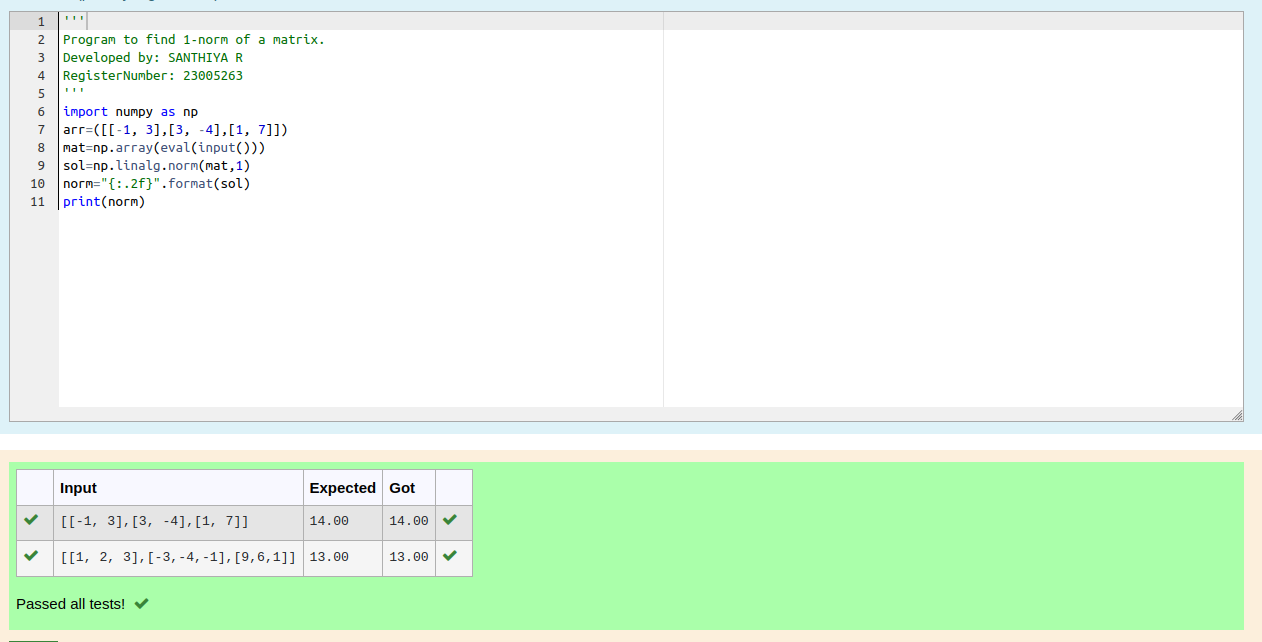 1 '''
2 Program to find 1-norm of a matrix.
3 Developed by: SANTHIYA R
4 RegisterNumber: 23005263
5 '''
6 import numpy as np
7 arr=([[-1, 3],[3, -4],[1, 7]])
8 mat=np.array(eval(input()))
9 sol=np.linalg.norm(mat,1)
10 norm="{:.2f}".format(sol)
11 print(norm)
Input Expected Got
[[-1, 3],[3, -4],[1, 7]] 14.00 14.00
[[1, 2, 3],[-3,-4,-1],[9,6,1]] 13.00 13.00
Passed all tests!